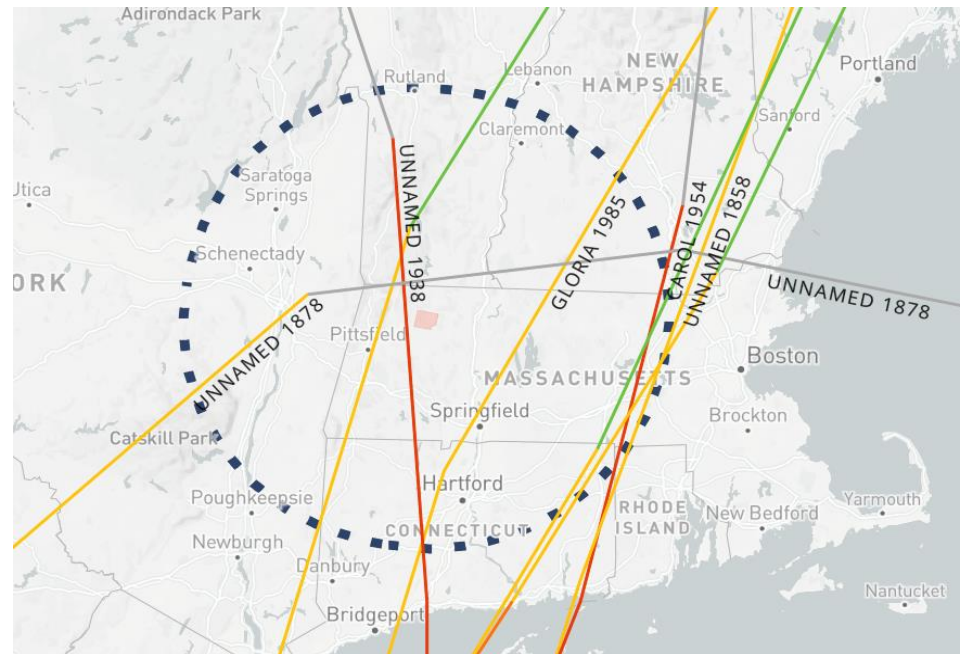 Adirondack Park
Rutland
Lebanon
NEW
HAMPSHIRE
Portland
Claremont
Sanford
Utica
Saratoga
Springs
UNNAMED 1938
Schenectady
GLORIA 1985
CAROL 1954
UNNAMED 1858
ORK
UNNAMED 1878
UNNAMED 1878
Pittsfield
Boston
MASSACHUSETTS
Springfield
Brockton
Catskill Park
Hartford
Poughkeepsie
CONNECTICUT
RHODE
ISLAND
New Bedford
Yarmouth
Newburgh
Danbury
Nantucket
Bridgeport